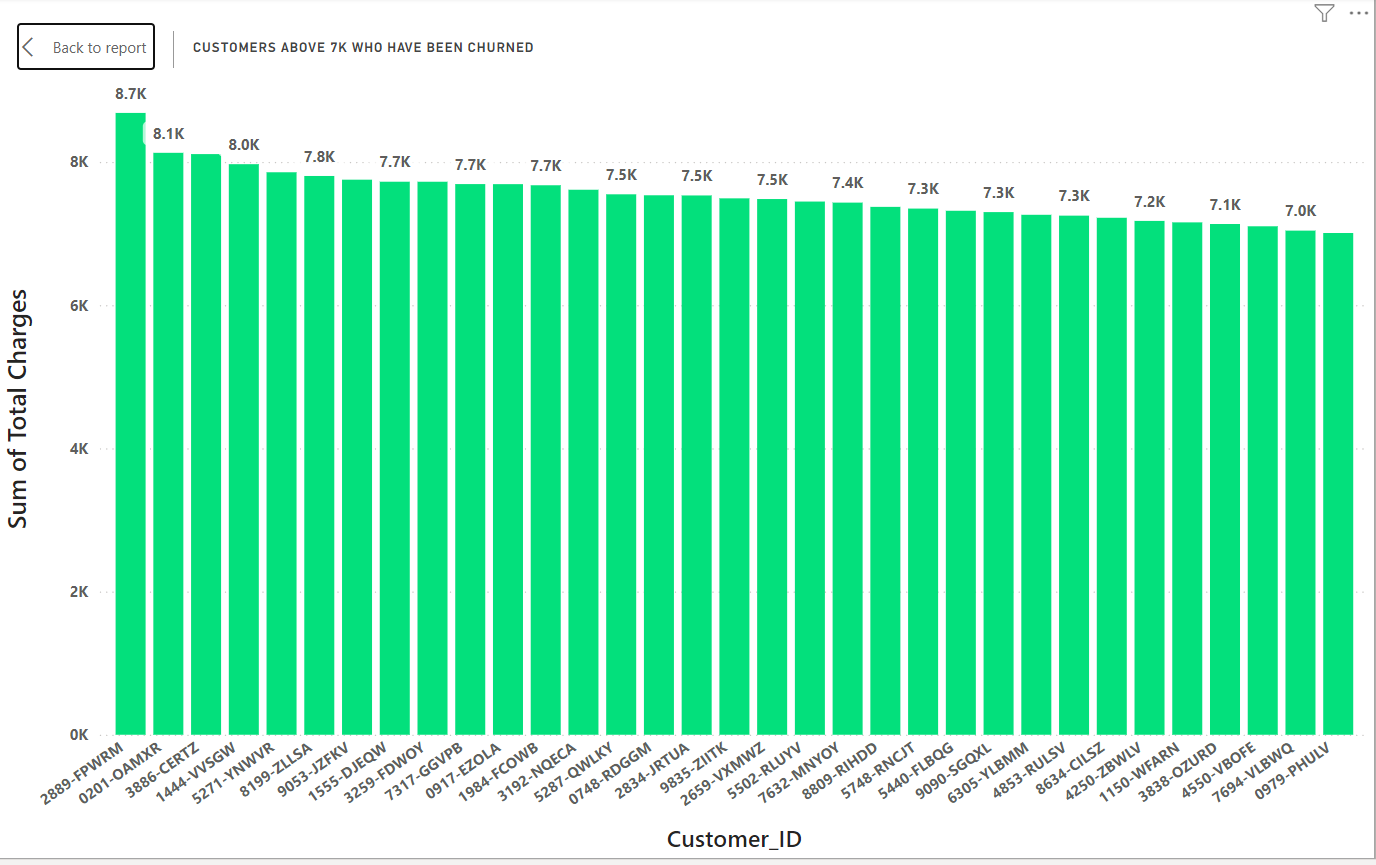 Back to report
CUSTOMERS ABOVE 7K WHO HAVE BEEN CHURNED
8.7K
8.1K
8.0K
7.8K
7.7K
7.7K
7.7K
7.5K
7.5K
7.5K
7.4K
7.3K
7.3K
7.3K
7.2K
7.1K
7.0K
Sum of Total Charges
8K
6K
4K
2K
0K
2889-FPWRM
0201-OAMXR
3886-CERTZ
1444-VVSGW
5271-YNWVR
8199-ZLLSA
9053-JZFKV
1555-DJEQW
3259-FDWOY
7317-GGVPB
0917-EZOLA
1984-FCOWB
3192-NQECA
5287-QWLKY
0748-RDGGM
2834-JRTUA
9835-ZIITK
2659-VXMWZ
5502-RLUYV
7632-MNYOY
8809-RIHDD
5748-RNCJT
5440-FLBQG
9090-SGQXL
6305-YLBMM
4853-RULSV
8634-CILSZ
4250-ZBWLV
1150-WFARN
3838-OZURD
4550-VBOFE
7694-VLBWQ
0979-PHULV
Customer_ID